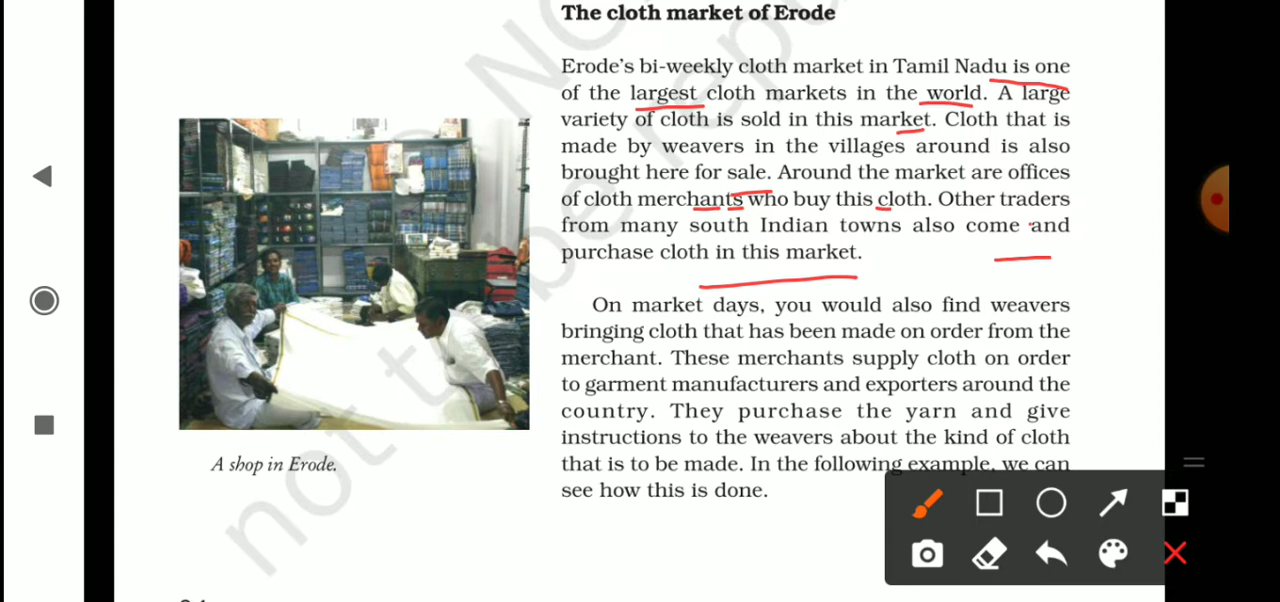 The cloth market of Erode
Erode's bi-weekly cloth market in Tamil Nadu is one
of the largest cloth markets in the world. A large
variety of cloth is sold in this market. Cloth that is
made by weavers in the villages around is also
brought here for sale. Around the market are offices
of cloth merchants who buy this cloth. Other traders
from many south Indian towns also come and
purchase cloth in this market.
On market days, you would also find weavers
bringing cloth that has been made on order from the
merchant. These merchants supply cloth on order
to garment manufacturers and exporters around the
country. They purchase the yarn and give
instructions to the weavers about the kind of cloth
that is to be made. In the following example, we can
see how this is done.
A shop in Erode.
not to be repu